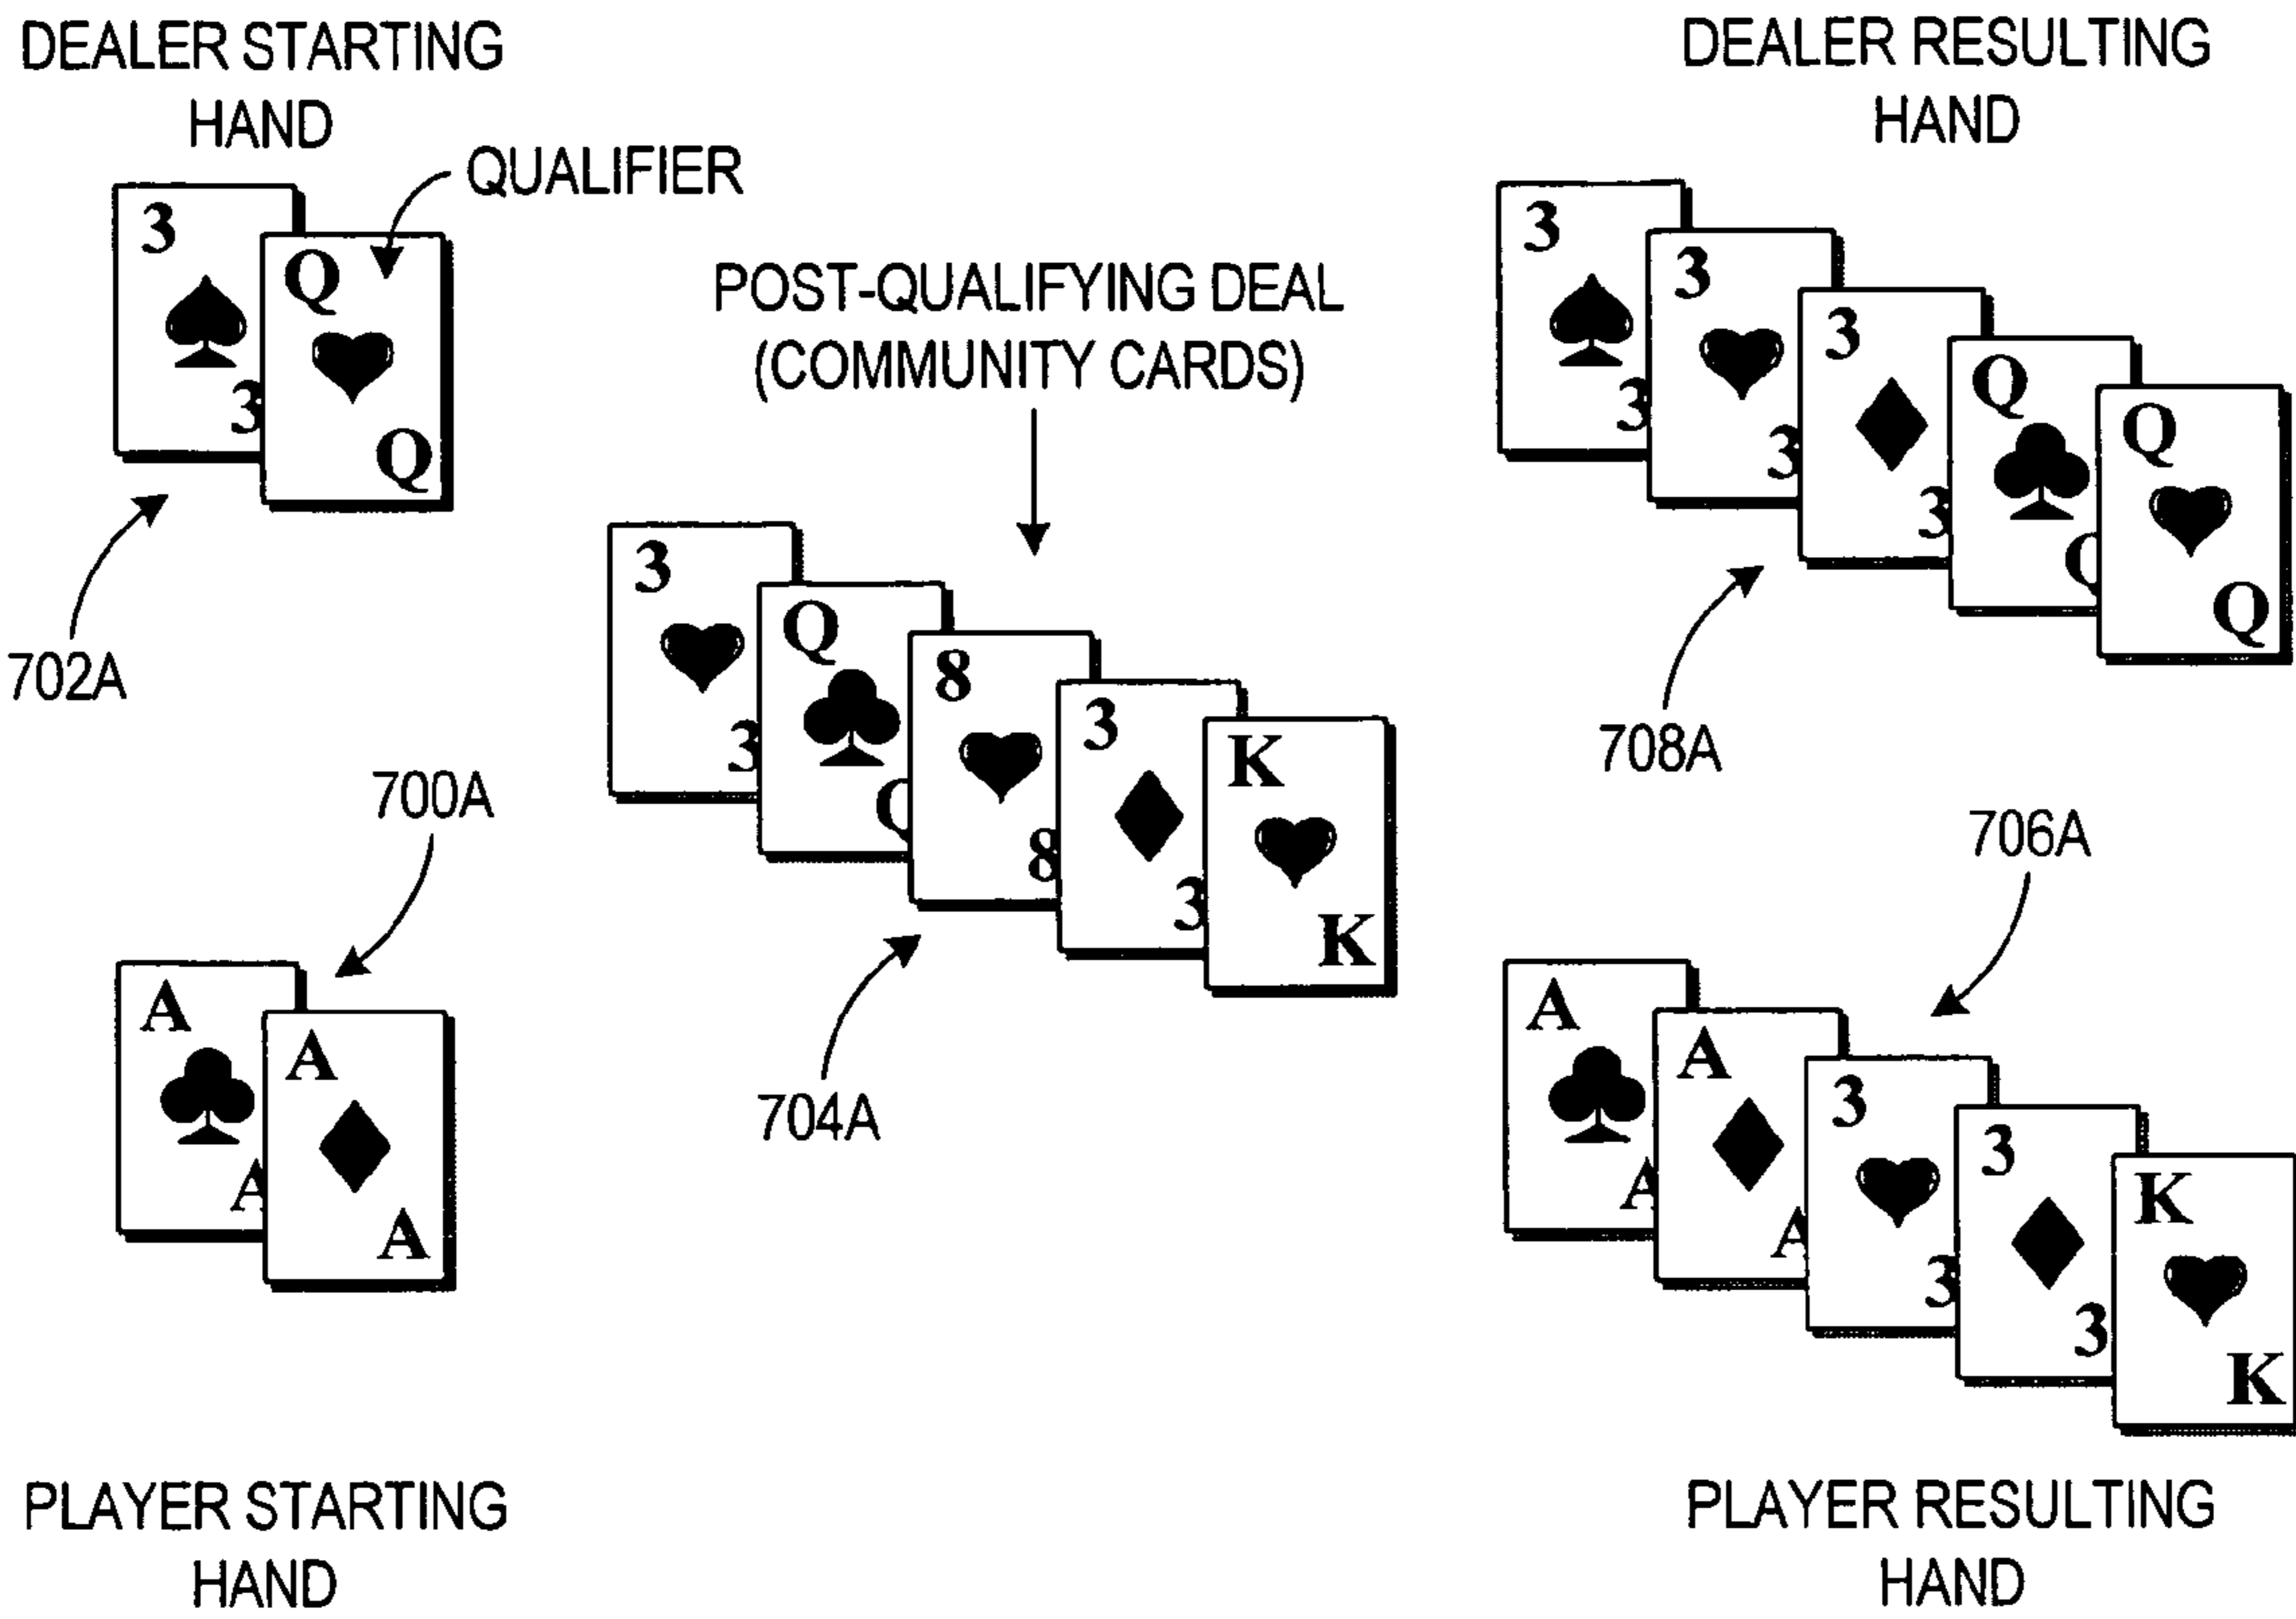 DEALER STARTING
HAND
QUALIFIER
3
3
Q
Q
702A
POST-QUALIFYING DEAL
(COMMUNITY CARDS)
3
3
Q
Q
8
8
3
3
K
K
704A
DEALER RESULTING
HAND
3
3
3
3
3
3
Q
Q
Q
Q
708A
700A
A
A
A
A
PLAYER STARTING
HAND
706A
A
A
A
A
3
3
3
3
K
K
PLAYER RESULTING
HAND